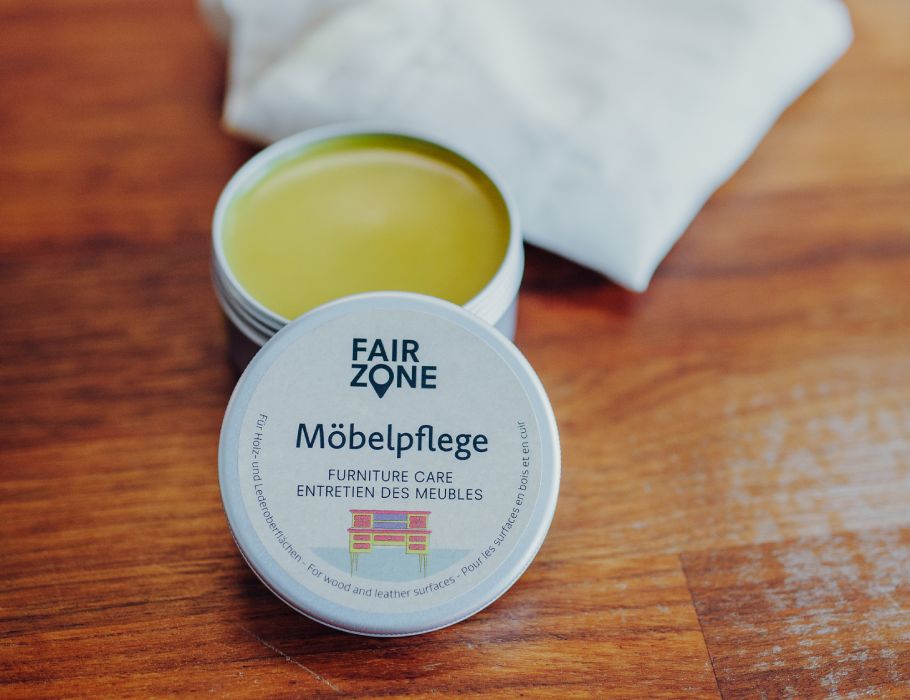 FAIR
ZONE
Möbelpflege
FURNITURE CARE
ENTRETIEN DES MEUBLES
Für Holz- und Lederoberflächen - For wood and leather surfaces - Pour les surfaces en bois et en cuir